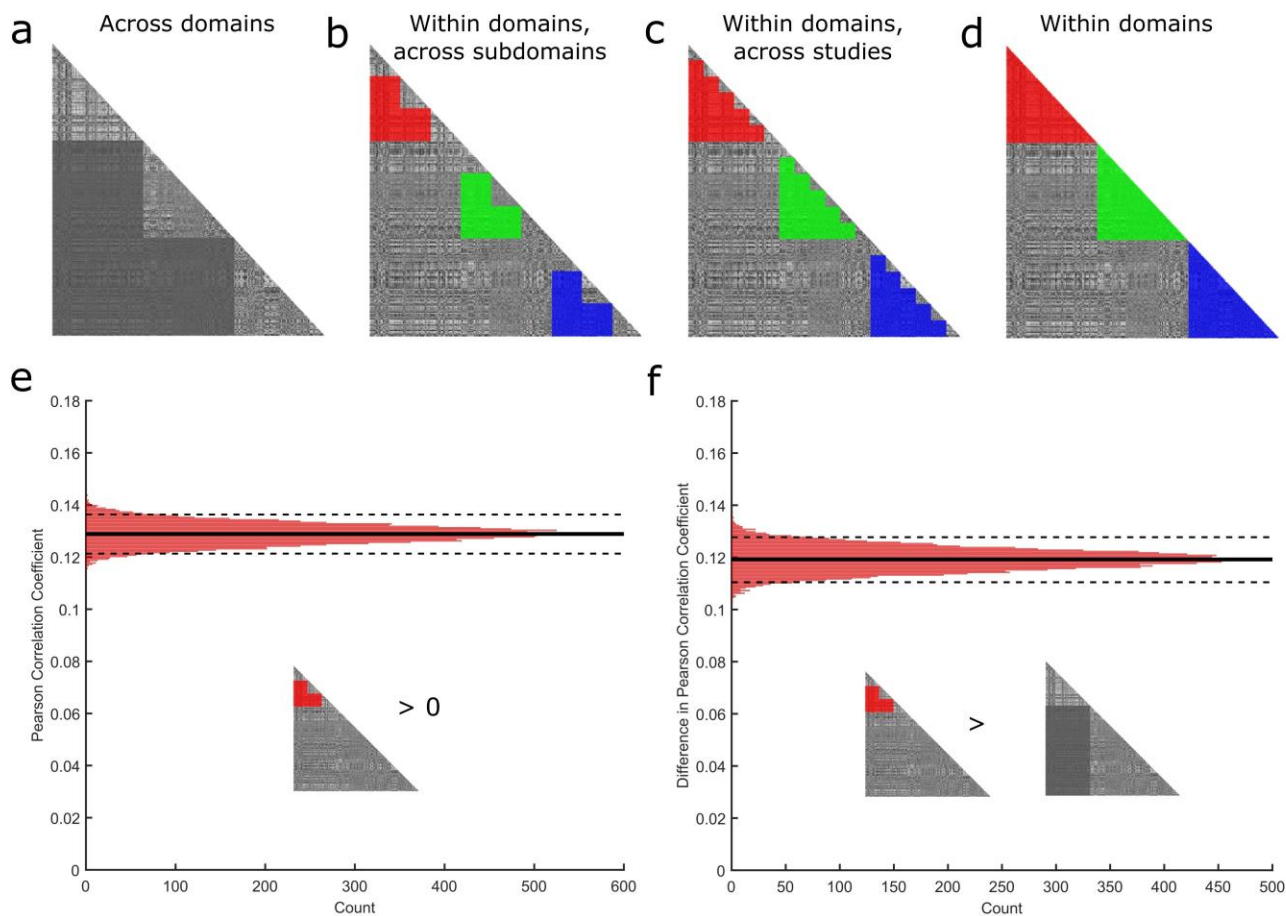 a
Across domains
b
Within domains,
across subdomains
c
Within domains,
across studies
d
Within domains
e
0.18
0.16
0.14
0.12
0.1
0.08
0.06
0.04
0.02
0
Pearson Correlation Coefficient
> 0
0 100 200 300 400 500 600
Count
f
0.18
0.16
0.14
0.12
0.1
0.08
0.06
0.04
0.02
0
Difference in Pearson Correlation Coefficient
>
0 50 100 150 200 250 300 350 400 450 500
Count